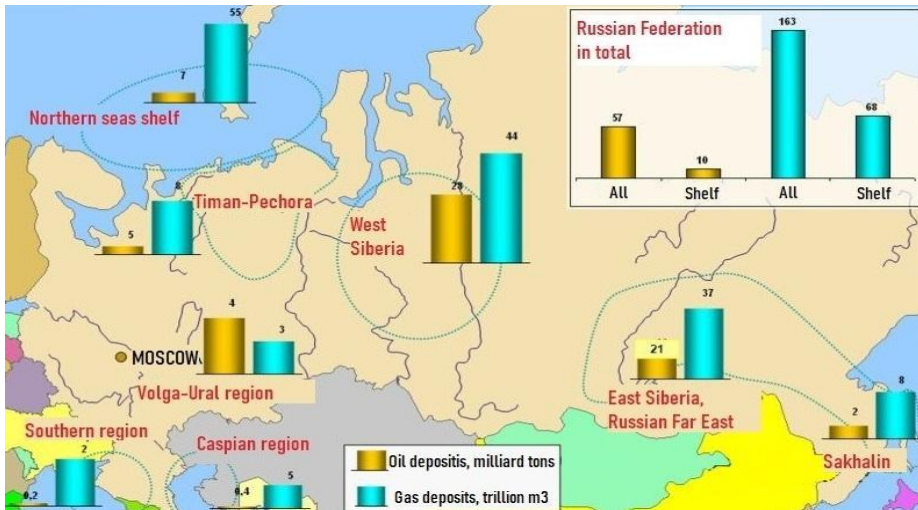 55
7
Northern seas shelf
Russian Federation
in total
163
57
10
68
All
Shelf
All
Shelf
44
28
8
5
Timan-Pechora
West
Siberia
4
3
MOSCOW
Volga-Ural region
37
21
East Siberia,
Russian Far East
8
2
Sakhalin
Southern region
2
0,2
Caspian region
5
0,4
Oil depositis, milliard tons
Gas deposits, trillion m3